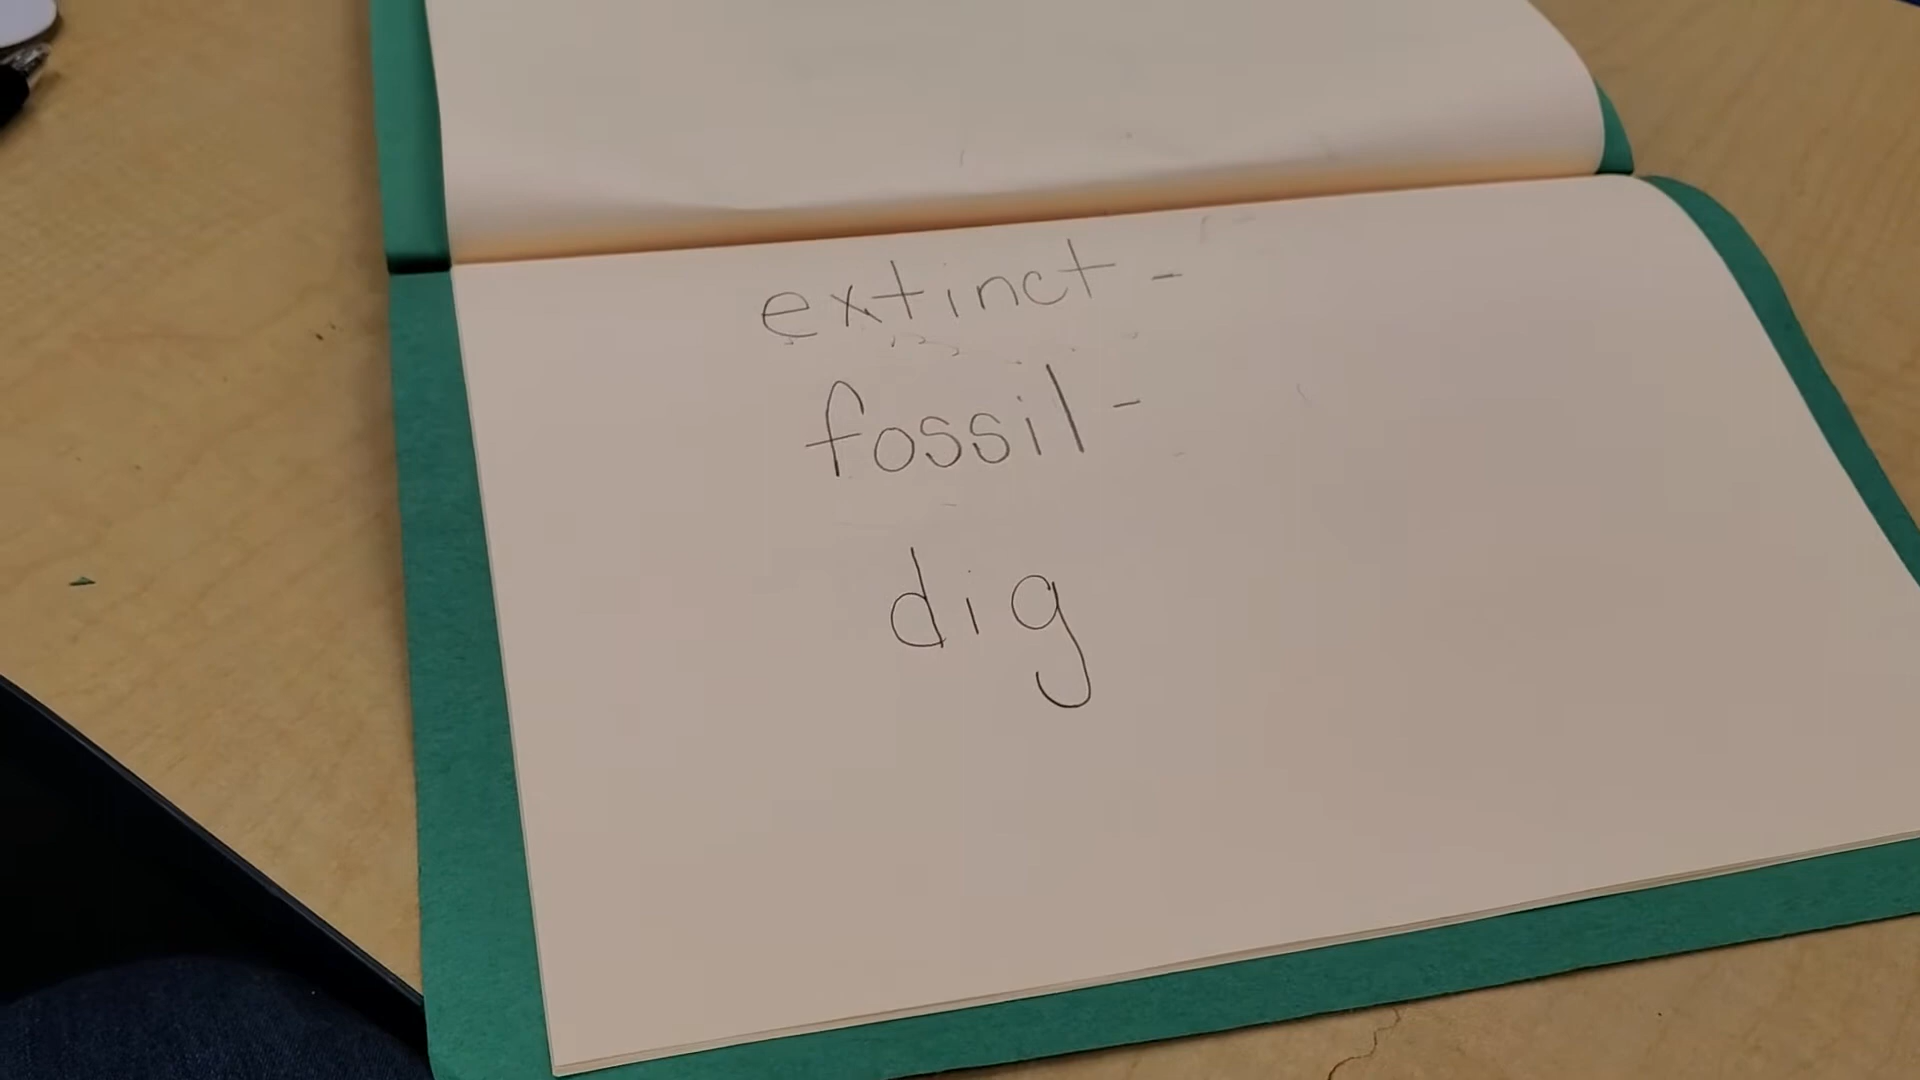 extinct -
fossil -
dig